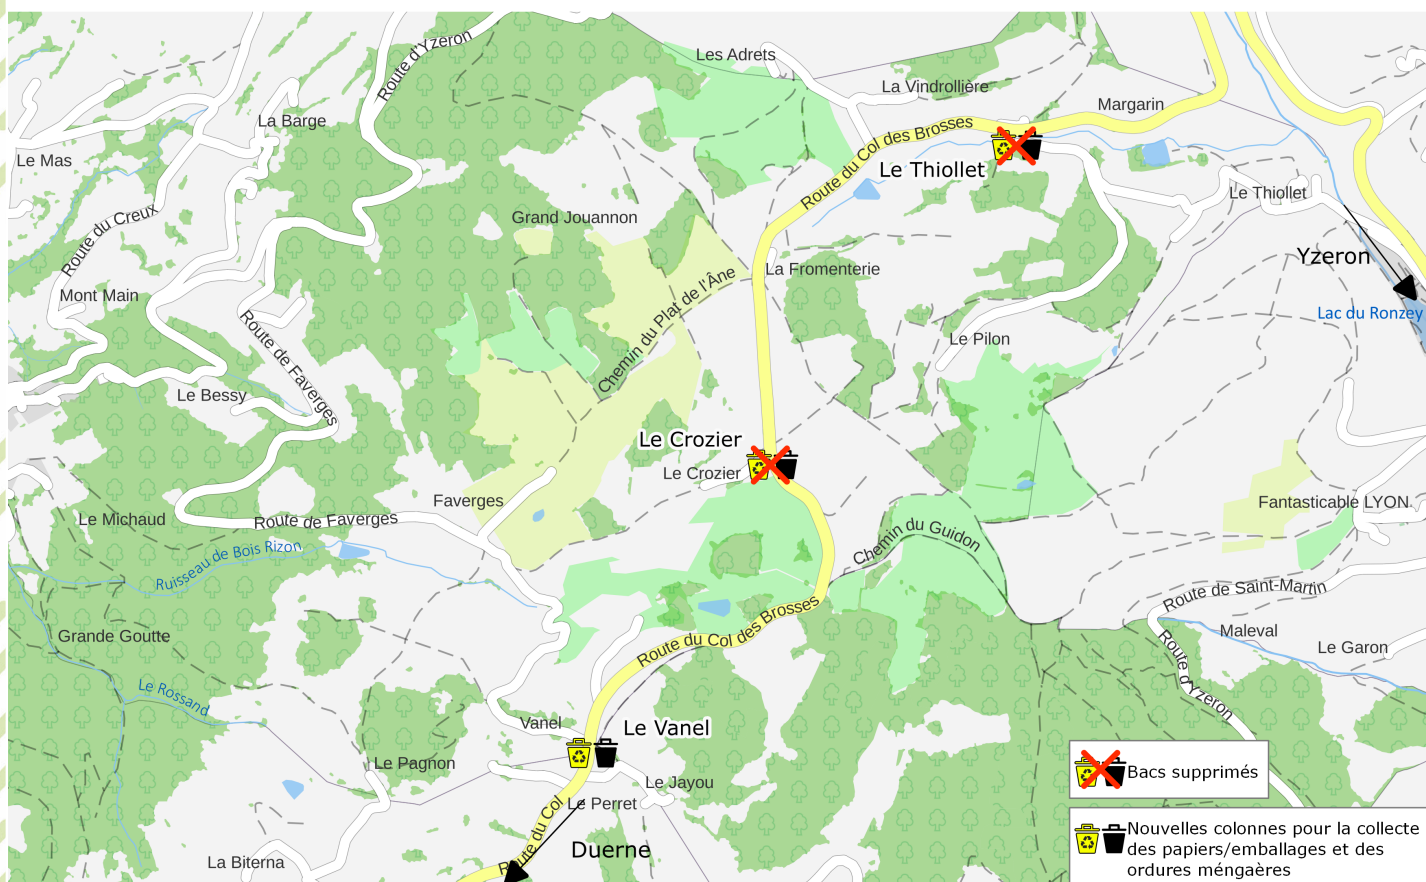 Route d'Yzeron
Les Adrets
La Vindrollière
Margarin
La Barge
Route du Col des Brosses
Le Mas
Le Thiollet
Le Thiollet
Route du Creux
Grand Jouannon
Yzeron
La Fromenterie
Chemin du Plat de l'Âne
Mont Main
Lac du Ronzey
Route de Faverges
Le Pilon
Le Bessy
Le Crozier
Le Crozier
Faverges
Fantasticable LYON
Le Michaud
Route de Faverges
Chemin du Guidon
Ruisseau de Bois Rizon
Route de Saint-Martin
Route du Col des Brosses
Grande Goutte
Maleval
Le Garon
Route d'Yzeron
Le Rossand
Vanel
Le Vanel
Le Pagnon
Le Jayou
Le Perret
Route du Col
Duerne
La Biterna
Bacs supprimés
Nouvelles colonnes pour la collecte
des papiers/emballages et des
ordures méngaères